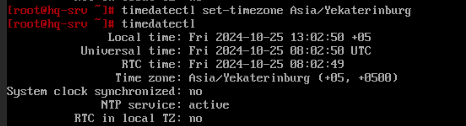 [root@hq-srv ~]# timedatectl set-timezone Asia/Yekaterinburg
[root@hq-srv ~]# timedatectl
Local time: Fri 2024-10-25 13:02:50 +05
Universal time: Fri 2024-10-25 08:02:50 UTC
RTC time: Fri 2024-10-25 08:02:49
Time zone: Asia/Yekaterinburg (+05, +0500)
System clock synchronized: no
NTP service: active
RTC in local TZ: no